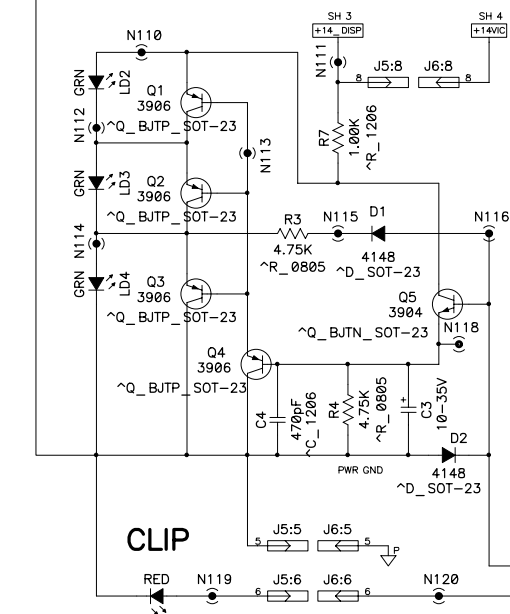 SH 3
+14_DISP
SH 4
+14VIC
N110
N111
J5:8
J6:8
8
8
GRN
LD2
Q1
3906
^Q_BJTP_SOT-23
N112
N113
R7
1.00K
^R_1206
GRN
LD3
Q2
3906
^Q_BJTP_SOT-23
N114
R3
4.75K
^R_0805
N115
D1
4148
^D_SOT-23
N116
GRN
LD4
Q3
3906
^Q_BJTP_SOT-23
Q5
3904
^Q_BJTN_SOT-23
N118
Q4
3906
^Q_BJTP_SOT-23
C4
470pF
^C_1206
R4
4.75K
^R_0805
+
C3
10-35V
D2
4148
^D_SOT-23
PWR GND
CLIP
J5:5
J6:5
5
5
P
RED
N119
J5:6
J6:6
6
6
N120